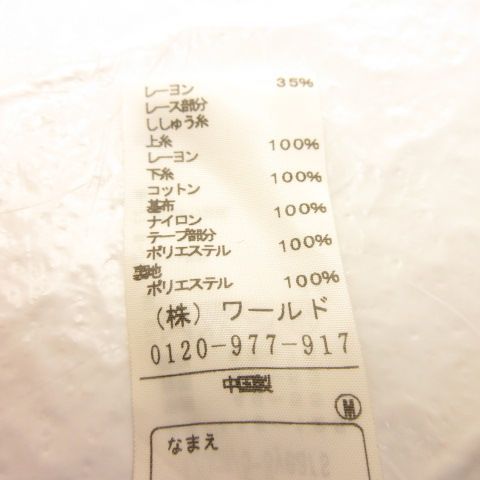 レーヨン 35%
レース部分
ししゅう糸
上糸
レーヨン 100%
下糸
コットン 100%
基布
ナイロン 100%
テープ部分
ポリエステル 100%
裏地
ポリエステル 100%
(株) ワールド
0120-977-917
中国製
M
なまえ